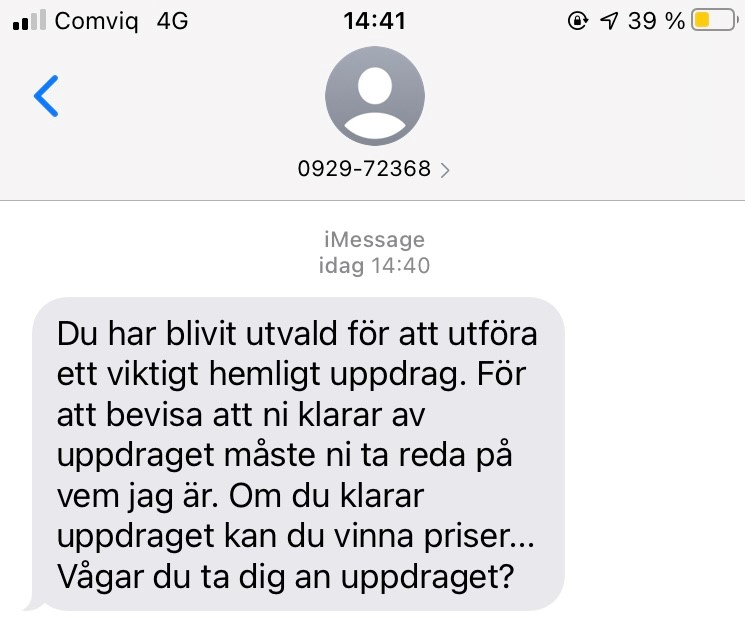 Comviq 4G 14:41 39 %
0929-72368
iMessage
idag 14:40
Du har blivit utvald för att utföra
ett viktigt hemligt uppdrag. För
att bevisa att ni klarar av
uppdraget måste ni ta reda på
vem jag är. Om du klarar
uppdraget kan du vinna priser...
Vågar du ta dig an uppdraget?